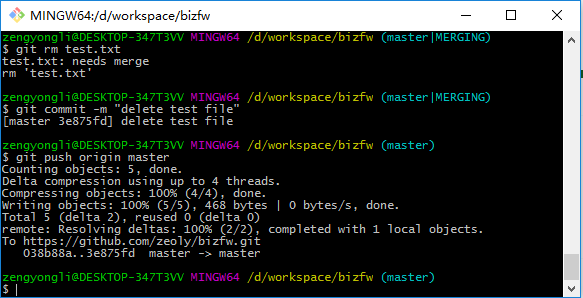 MINGW64:/d/workspace/bizfw
zengyongli@DESKTOP-347T3VV MINGW64 /d/workspace/bizfw (master|MERGING)
$ git rm test.txt
test.txt: needs merge
rm 'test.txt'
zengyongli@DESKTOP-347T3VV MINGW64 /d/workspace/bizfw (master|MERGING)
$ git commit -m "delete test file"
[master 3e875fd] delete test file
zengyongli@DESKTOP-347T3VV MINGW64 /d/workspace/bizfw (master)
$ git push origin master
Counting objects: 5, done.
Delta compression using up to 4 threads.
Compressing objects: 100% (4/4), done.
Writing objects: 100% (5/5), 468 bytes | 0 bytes/s, done.
Total 5 (delta 2), reused 0 (delta 0)
remote: Resolving deltas: 100% (2/2), completed with 1 local objects.
To https://github.com/zeoly/bizfw.git
   038b88a..3e875fd  master -> master
zengyongli@DESKTOP-347T3VV MINGW64 /d/workspace/bizfw (master)
$